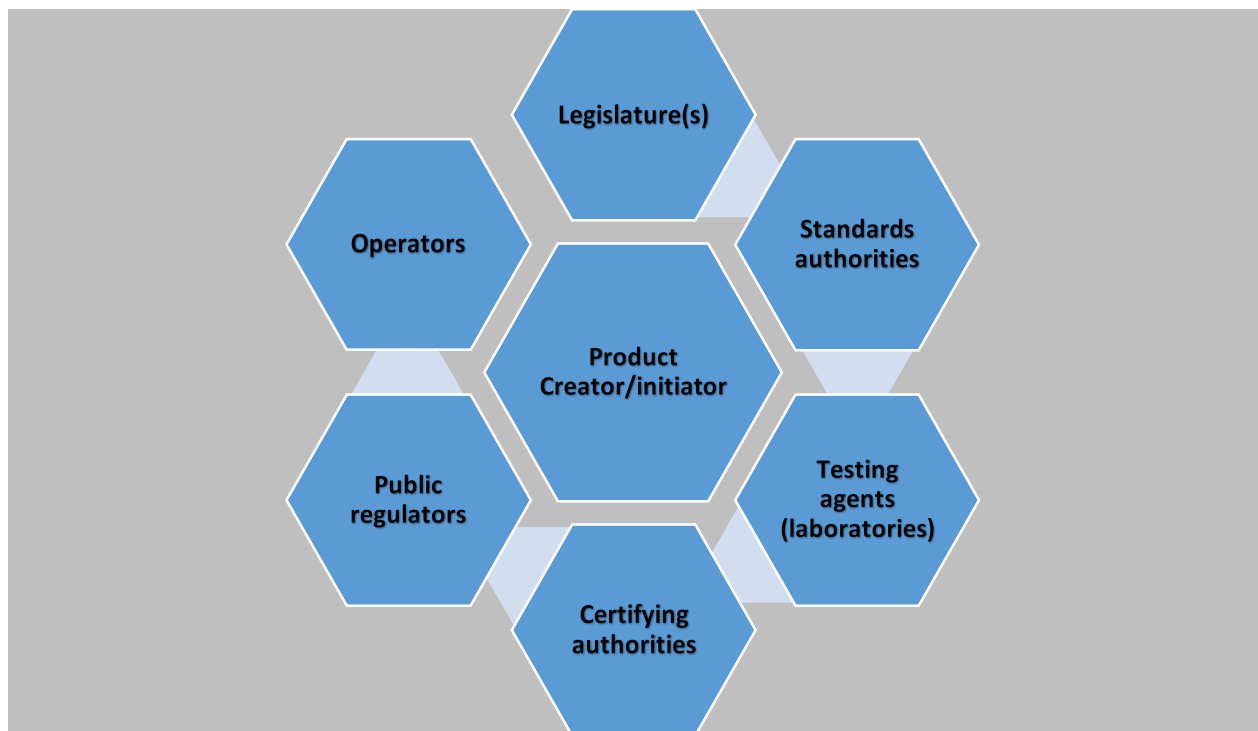 Legislature(s)
Operators
Standards
authorities
Product
Creator/initiator
Public
regulators
Testing
agents
(laboratories)
Certifying
authorities